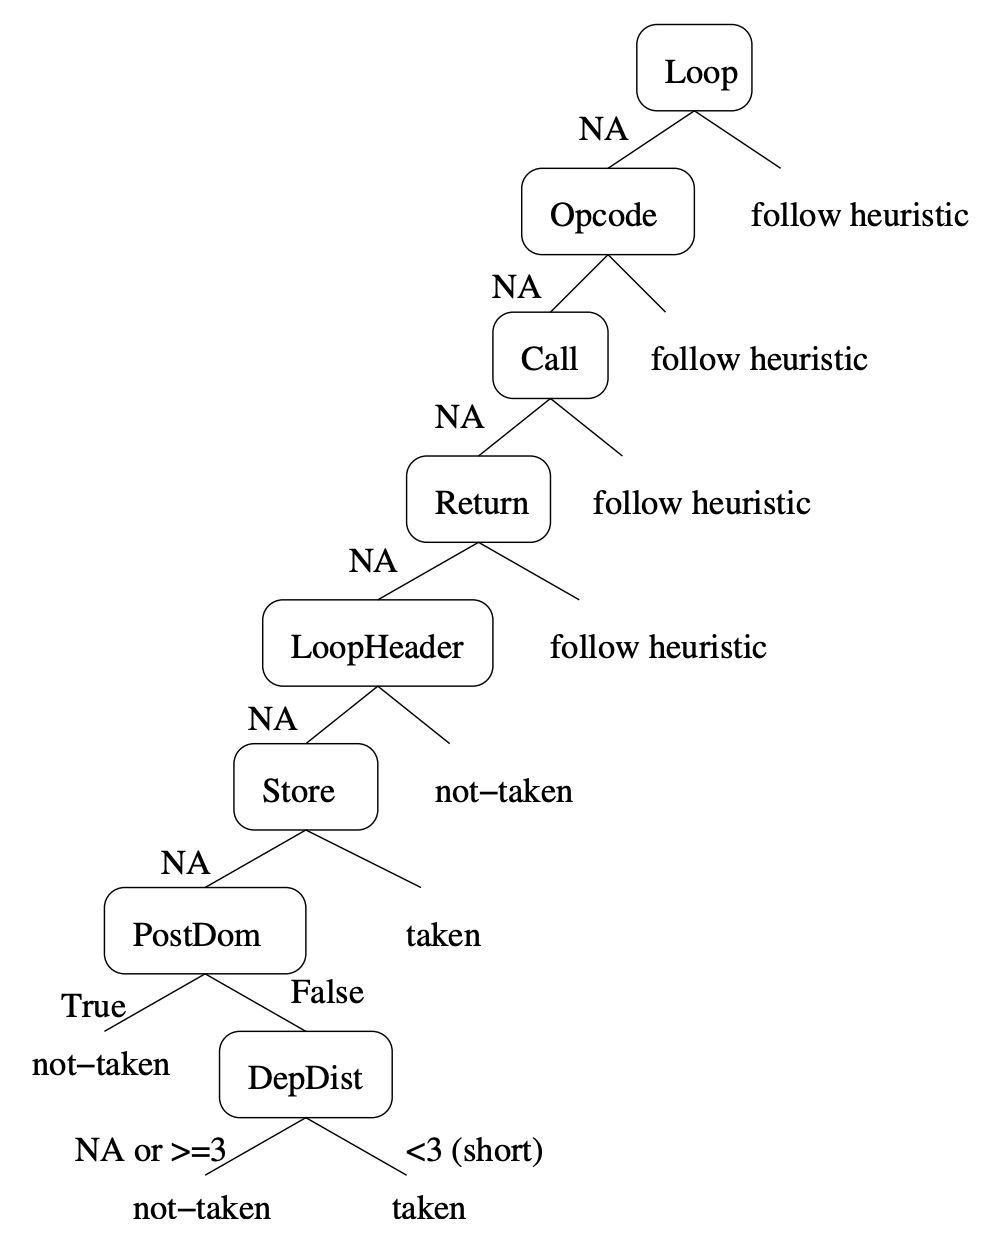 Loop
NA
Opcode
follow heuristic
NA
Call
follow heuristic
NA
Return
follow heuristic
NA
LoopHeader
follow heuristic
NA
Store
not−taken
NA
PostDom
taken
True
False
not−taken
DepDist
NA or >=3
<3 (short)
not−taken
taken